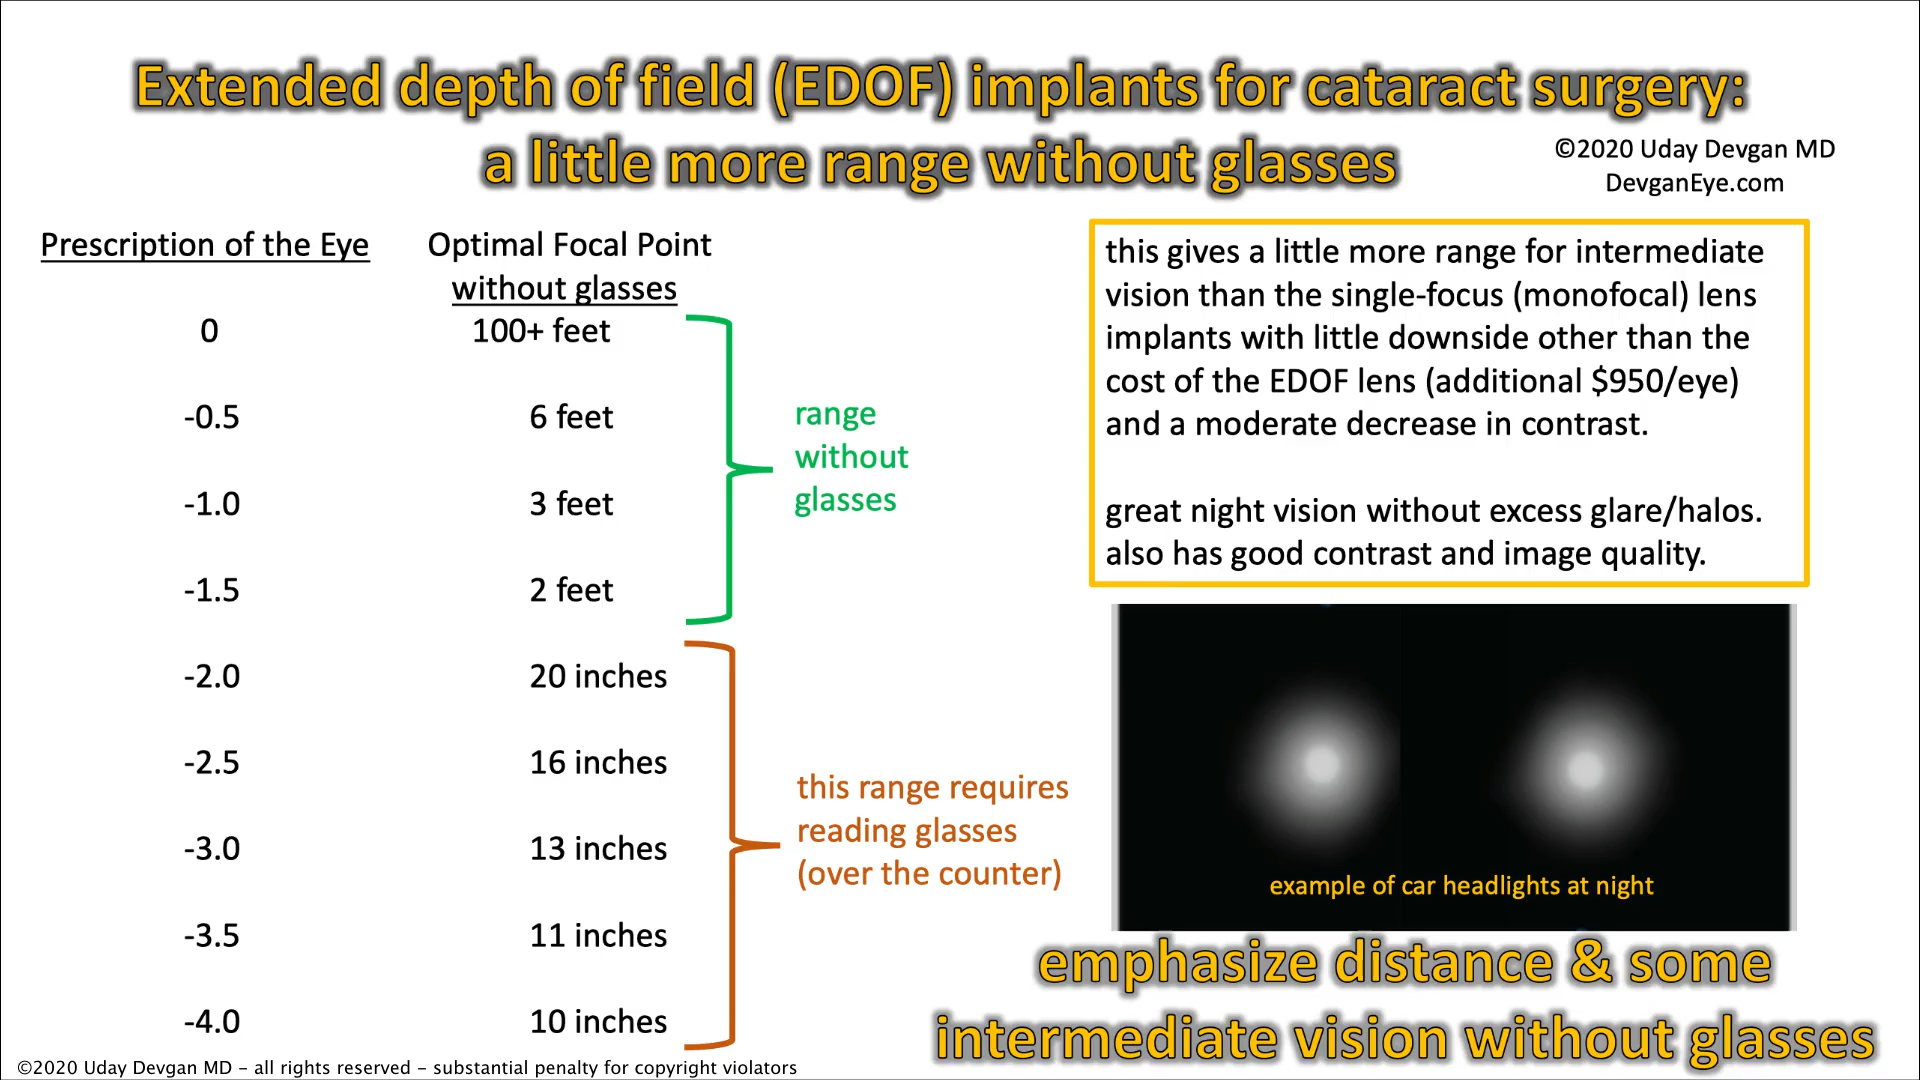 Extended depth of field (EDOF) implants for cataract surgery:
a little more range without glasses
©2020 Uday Devgan MD
DevganEye.com
Prescription of the Eye
Optimal Focal Point
without glasses
0 100+ feet
-0.5 6 feet
-1.0 3 feet
-1.5 2 feet
-2.0 20 inches
-2.5 16 inches
-3.0 13 inches
-3.5 11 inches
-4.0 10 inches
range
without
glasses
this range requires
reading glasses
(over the counter)
this gives a little more range for intermediate
vision than the single-focus (monofocal) lens
implants with little downside other than the
cost of the EDOF lens (additional $950/eye)
and a moderate decrease in contrast.
great night vision without excess glare/halos.
also has good contrast and image quality.
example of car headlights at night
emphasize distance & some
intermediate vision without glasses
©2020 Uday Devgan MD – all rights reserved – substantial penalty for copyright violators